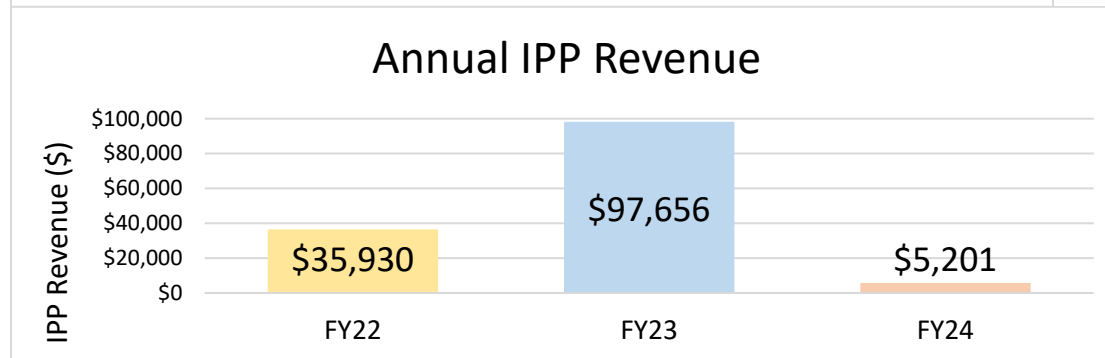 Annual IPP Revenue
IPP Revenue ($)
$100,000
$80,000
$60,000
$40,000
$20,000
$0
$35,930
$97,656
$5,201
FY22
FY23
FY24